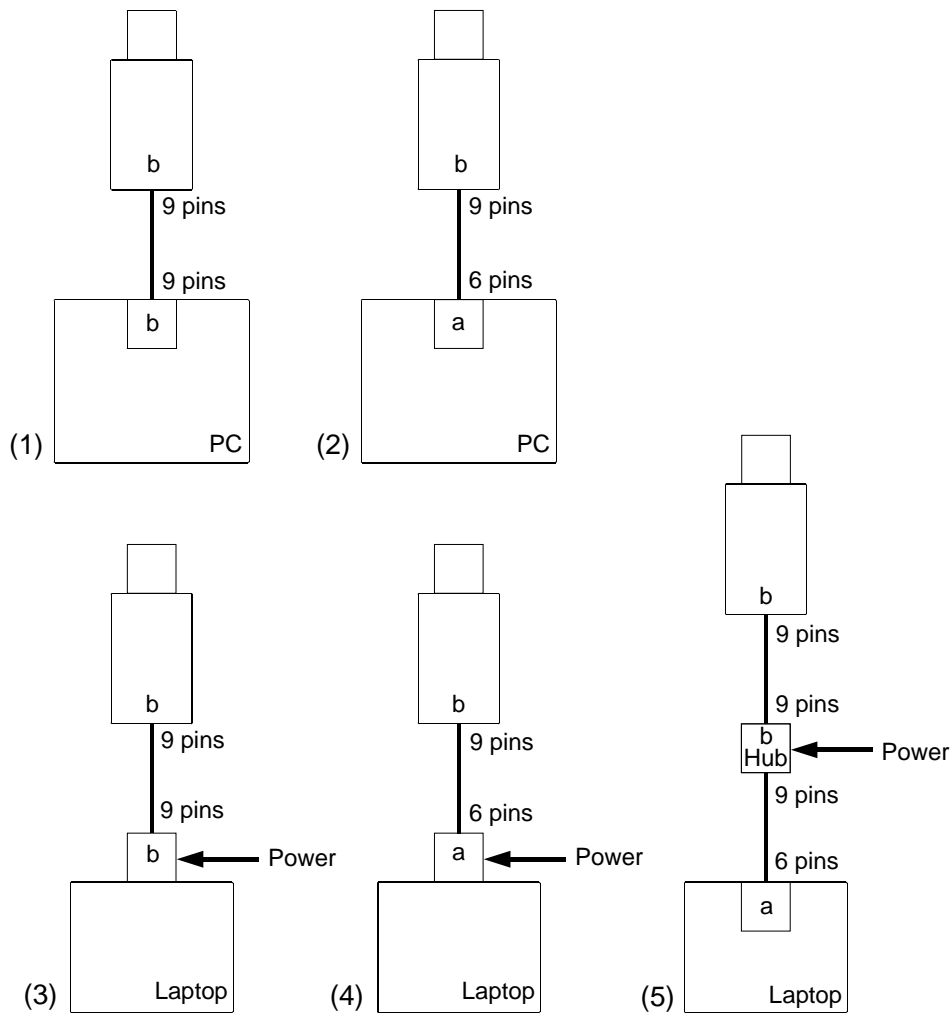 b
9 pins
9 pins
b
PC
(1)
b
9 pins
6 pins
a
PC
(2)
b
9 pins
9 pins
b
Power
Laptop
(3)
b
9 pins
6 pins
a
Power
Laptop
(4)
b
9 pins
9 pins
b
Hub
Power
9 pins
6 pins
a
Laptop
(5)